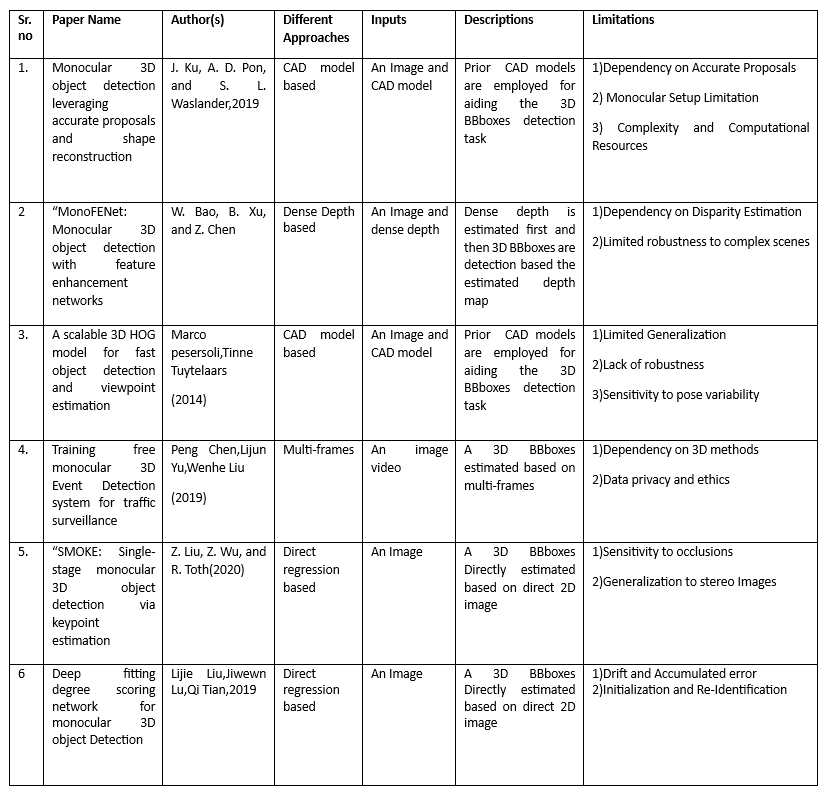 Sr. no
Paper Name
Author(s)
Different Approaches
Inputs
Descriptions
Limitations
1.
Monocular 3D
object detection
leveraging
accurate proposals
and shape
reconstruction
J. Ku, A. D. Pon,
and S. L.
Waslander,2019
CAD model
based
An Image and
CAD model
Prior CAD models
are employed for
aiding the 3D
BBboxes detection
task
1)Dependency on Accurate Proposals
2) Monocular Setup Limitation
3) Complexity and Computational
Resources
2
“MonoFENet:
Monocular 3D
object detection
with feature
enhancement
networks
W. Bao, B. Xu,
and Z. Chen
Dense Depth
based
An Image and
dense depth
Dense depth is
estimated first and
then 3D BBboxes are
detection based the
estimated depth
map
1)Dependency on Disparity Estimation
2)Limited robustness to complex scenes
3.
A scalable 3D HOG
model for fast
object detection
and viewpoint
estimation
Marco
pesersoli,Tinne
Tuytelaars
(2014)
CAD model
based
An Image and
CAD model
Prior CAD models
are employed for
aiding the 3D
BBboxes detection
task
1)Limited Generalization
2)Lack of robustness
3)Sensitivity to pose variability
4.
Training free
monocular 3D
Event Detection
system for traffic
surveillance
Peng Chen,Lijun
Yu,Wenhe Liu
(2019)
Multi-frames
An image
video
A 3D BBboxes
estimated based on
multi-frames
1)Dependency on 3D methods
2)Data privacy and ethics
5.
“SMOKE: Single-
stage monocular
3D object
detection via
keypoint
estimation
Z. Liu, Z. Wu, and
R. Toth(2020)
Direct
regression
based
An Image
A 3D BBboxes
Directly estimated
based on direct 2D
image
1)Sensitivity to occlusions
2)Generalization to stereo Images
6
Deep fitting
degree scoring
network for
monocular 3D
object Detection
Lijie Liu,Jiwewn
Lu,Qi Tian,2019
Direct
regression
based
An Image
A 3D BBboxes
Directly estimated
based on direct 2D
image
1)Drift and Accumulated error
2)Initialization and Re-Identification